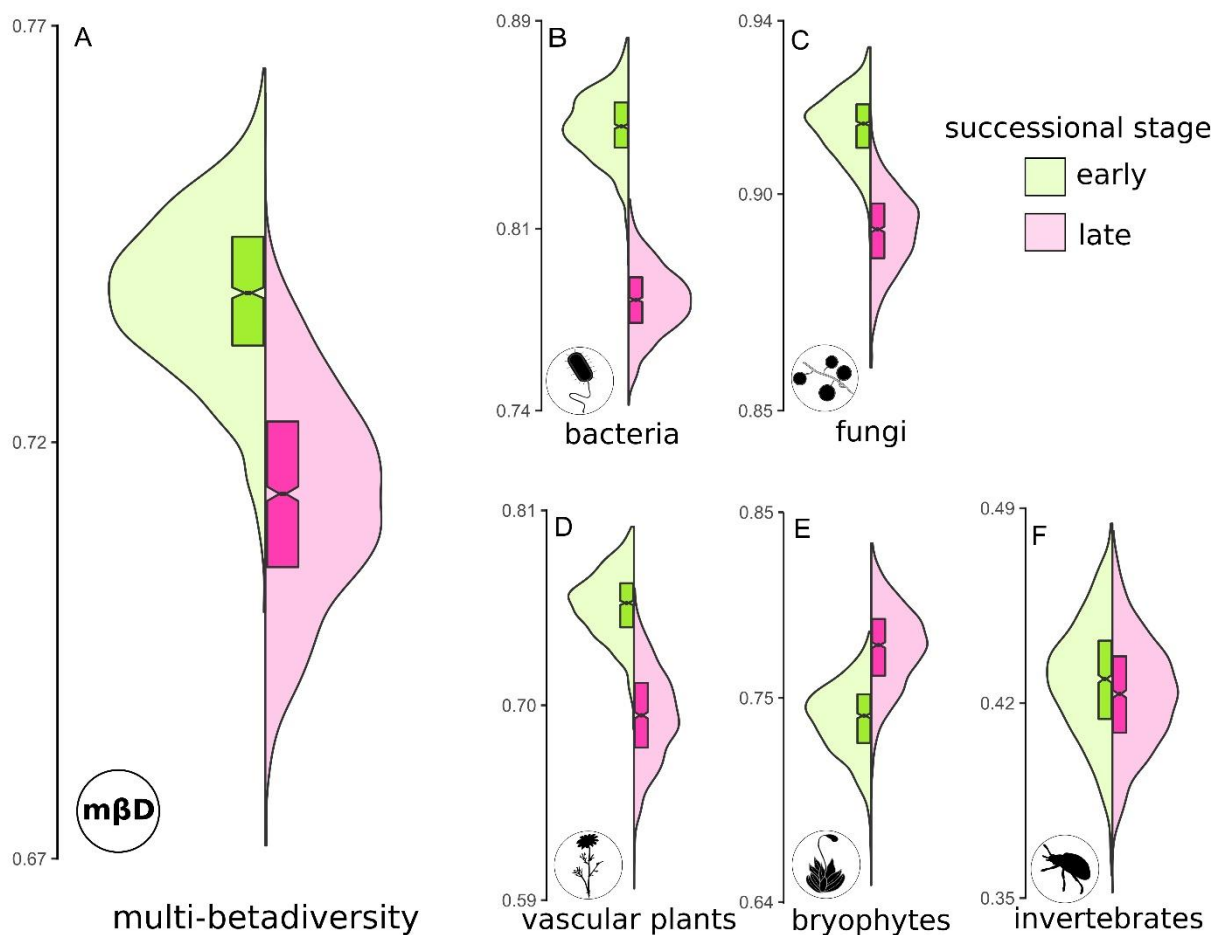 A
0.77
0.72
0.67
mβD
multi-betadiversity
B
0.89
0.81
0.74
bacteria
C
0.94
0.90
0.85
fungi
successional stage
early
late
D
0.81
0.70
0.59
vascular plants
E
0.85
0.75
0.64
bryophytes
F
0.49
0.42
0.35
invertebrates